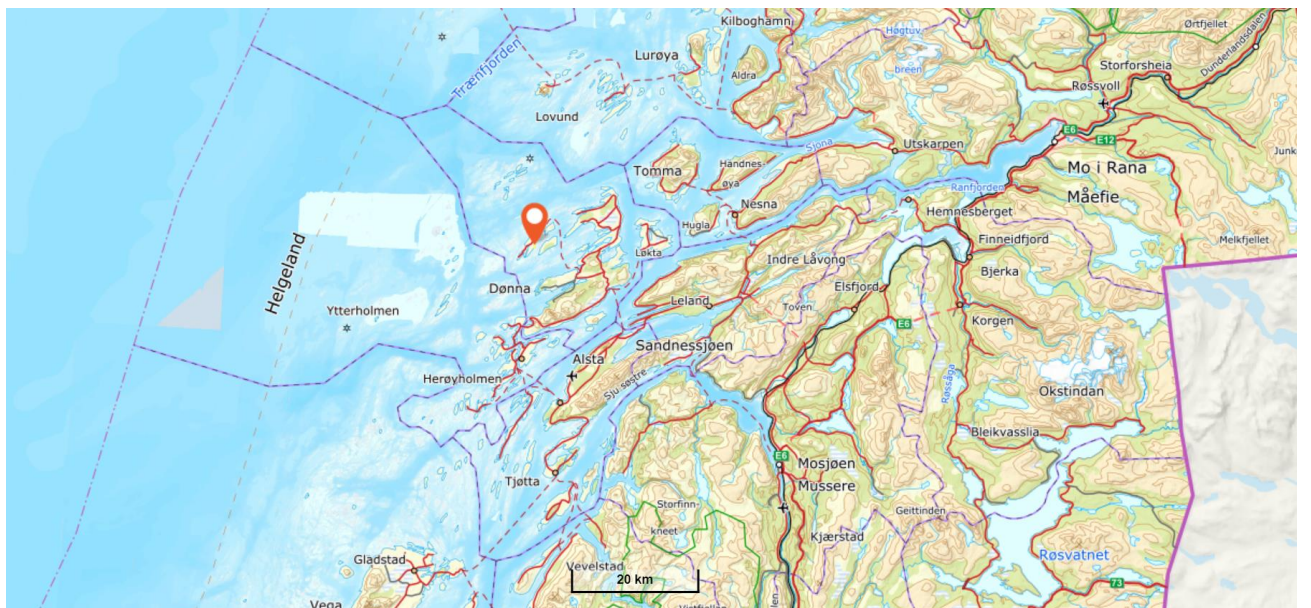 Kilboghamn
Ørtfjellet
Høgtuv-
breen
Dunderlandsdalen
Lurøya
Aldra
Storforsheia
Røssvoll
Trænfjorden
Lovund
E6
E12
Sjona
Utskarpen
Tomma
Handnes-
øya
Mo i Rana
Ranfjorden
Måefie
Nesna
Hemnesberget
Hugla
Løkta
Finneidfjord
Melkfjellet
Helgeland
Indre Låvong
Bjerka
Dønna
Elsfjord
Ytterholmen
Leland
Toven
Korgen
E6
Sandnessjøen
Alsta
Herøyholmen
Sju søstre
Røssåga
Okstindan
Bleikvasslia
E6
Mosjøen
Tjøtta
Mussere
Storfinn-
kneet
Geittinden
Kjærstad
Røsvatnet
Gladstad
Vevelstad
20 km
73
Vega